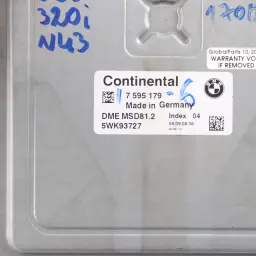 320i
N43
GlobalParts
WARRANTY VO
IF REMOVED
Continental
7 595 179 -6
Made in Germany
DME MSD81.2 Index 04
5WK93727